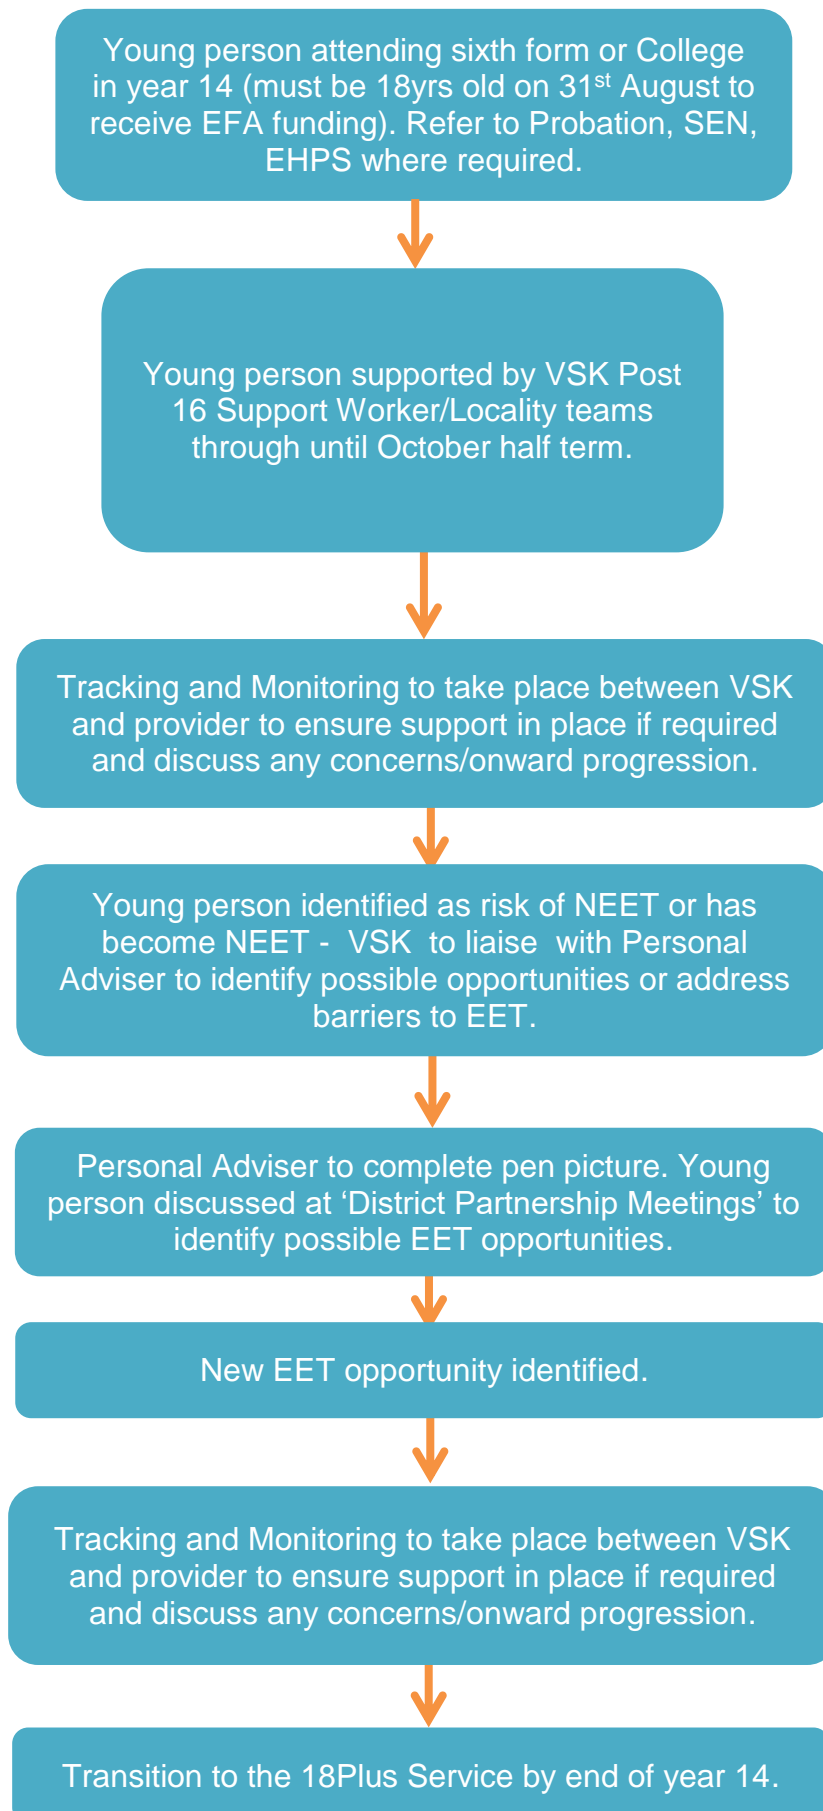 Young person attending sixth form or College
in year 14 (must be 18yrs old on 31st August to
receive EFA funding). Refer to Probation, SEN,
EHPS where required.
Young person supported by VSK Post
16 Support Worker/Locality teams
through until October half term.
Tracking and Monitoring to take place between VSK
and provider to ensure support in place if required
and discuss any concerns/onward progression.
Young person identified as risk of NEET or has
become NEET - VSK to liaise with Personal
Adviser to identify possible opportunities or address
barriers to EET.
Personal Adviser to complete pen picture. Young
person discussed at ‘District Partnership Meetings’ to
identify possible EET opportunities.
New EET opportunity identified.
Tracking and Monitoring to take place between VSK
and provider to ensure support in place if required
and discuss any concerns/onward progression.
Transition to the 18Plus Service by end of year 14.